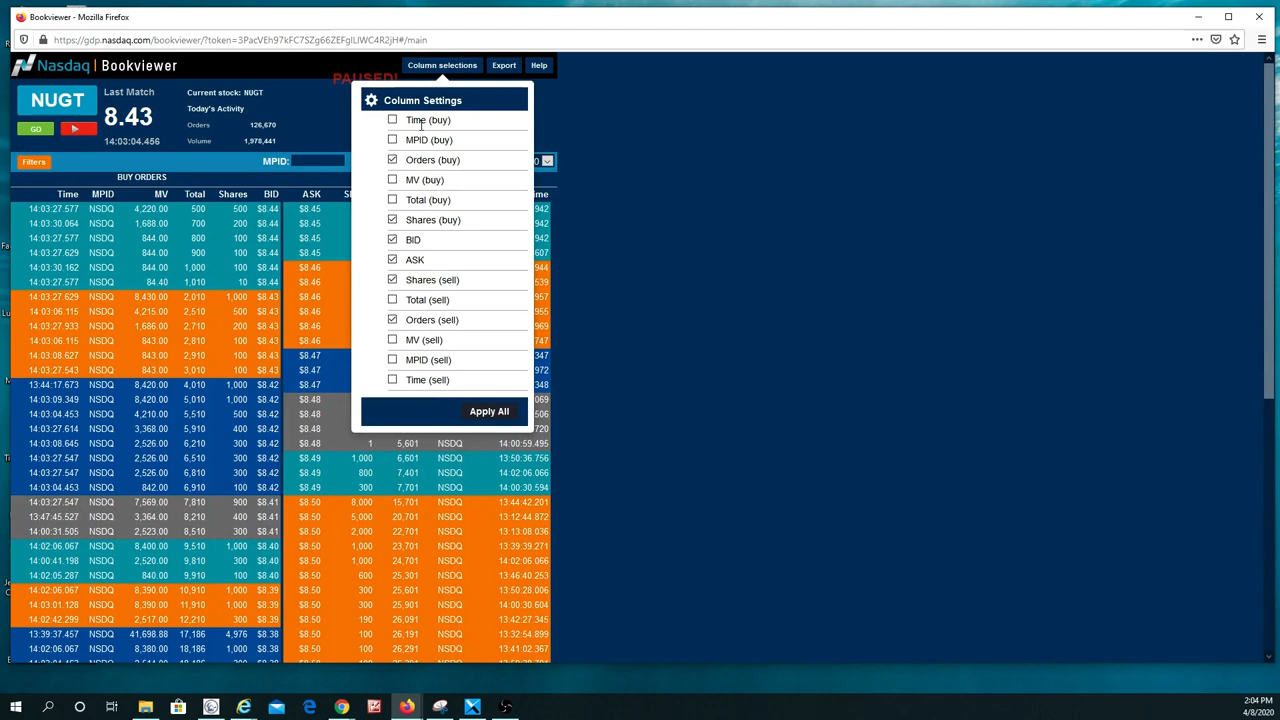 Bookviewer - Mozilla Firefox
https://gdp.nasdaq.com/bookviewer/?token=3PacVEh97kFC7SZg66ZEFglLIWC4R2jH#/main
Nasdaq | Bookviewer
Column selections Export Help
PAUSED!
NUGT
GO
Last Match
8.43
14:03:04.456
Current stock: NUGT
Today's Activity
Orders 126,670
Volume 1,978,441
Filters MPID:
BUY ORDERS
Time MPID MV Total Shares BID ASK
14:03:27.577 NSDQ 4,220.00 500 500 $8.44 $8.45 942
14:03:30.064 NSDQ 1,688.00 700 200 $8.44 $8.45 942
14:03:27.577 NSDQ 844.00 800 100 $8.44 $8.45 942
14:03:27.629 NSDQ 844.00 900 100 $8.44 $8.45 607
14:03:30.162 NSDQ 844.00 1,000 100 $8.44 $8.46 944
14:03:27.577 NSDQ 84.40 1,010 10 $8.44 $8.46 539
14:03:27.629 NSDQ 8,430.00 2,010 1,000 $8.43 $8.46 957
14:03:06.115 NSDQ 4,215.00 2,510 500 $8.43 $8.46 955
14:03:27.933 NSDQ 1,686.00 2,710 200 $8.43 $8.46 969
14:03:06.115 NSDQ 843.00 2,810 100 $8.43 $8.46 747
14:03:08.627 NSDQ 843.00 2,910 100 $8.43 $8.47 347
14:03:27.543 NSDQ 843.00 3,010 100 $8.43 $8.47 972
13:44:17.673 NSDQ 8,420.00 4,010 1,000 $8.42 $8.47 348
14:03:09.349 NSDQ 8,420.00 5,010 1,000 $8.42 $8.48 069
14:03:04.453 NSDQ 4,210.00 5,510 500 $8.42 $8.48 506
14:03:27.614 NSDQ 3,368.00 5,910 400 $8.42 $8.48 720
14:03:08.645 NSDQ 2,526.00 6,210 300 $8.42 $8.48 1 5,601 NSDQ 14:00:59.495
14:03:27.547 NSDQ 2,526.00 6,510 300 $8.42 $8.49 1,000 6,601 NSDQ 13:50:36.756
14:03:27.547 NSDQ 2,526.00 6,810 300 $8.42 $8.49 800 7,401 NSDQ 14:02:06.066
14:03:04.453 NSDQ 842.00 6,910 100 $8.42 $8.49 300 7,701 NSDQ 14:00:30.594
14:03:27.547 NSDQ 7,569.00 7,810 900 $8.41 $8.50 8,000 15,701 NSDQ 13:44:42.201
13:47:45.527 NSDQ 3,364.00 8,210 400 $8.41 $8.50 5,000 20,701 NSDQ 13:12:44.872
14:00:31.505 NSDQ 2,523.00 8,510 300 $8.41 $8.50 2,000 22,701 NSDQ 13:13:08.036
14:02:06.067 NSDQ 8,400.00 9,510 1,000 $8.40 $8.50 1,000 23,701 NSDQ 13:39:39.271
14:00:41.198 NSDQ 2,520.00 9,810 300 $8.40 $8.50 1,000 24,701 NSDQ 14:02:06.066
14:02:05.287 NSDQ 840.00 9,910 100 $8.40 $8.50 600 25,301 NSDQ 13:46:40.253
14:02:06.067 NSDQ 8,390.00 10,910 1,000 $8.39 $8.50 300 25,601 NSDQ 13:50:28.006
14:03:01.128 NSDQ 8,390.00 11,910 1,000 $8.39 $8.50 300 25,901 NSDQ 14:00:30.604
14:02:42.299 NSDQ 2,517.00 12,210 300 $8.39 $8.50 190 26,091 NSDQ 13:42:27.345
13:39:37.457 NSDQ 41,698.88 17,186 4,976 $8.38 $8.50 100 26,191 NSDQ 13:32:54.899
14:02:06.067 NSDQ 8,380.00 18,186 1,000 $8.38 $8.50 100 26,291 NSDQ 13:41:02.367
Column Settings
Time (buy)
MPID (buy)
Orders (buy)
MV (buy)
Total (buy)
Shares (buy)
BID
ASK
Shares (sell)
Total (sell)
Orders (sell)
MV (sell)
MPID (sell)
Time (sell)
Apply All
2:04 PM
4/8/2020